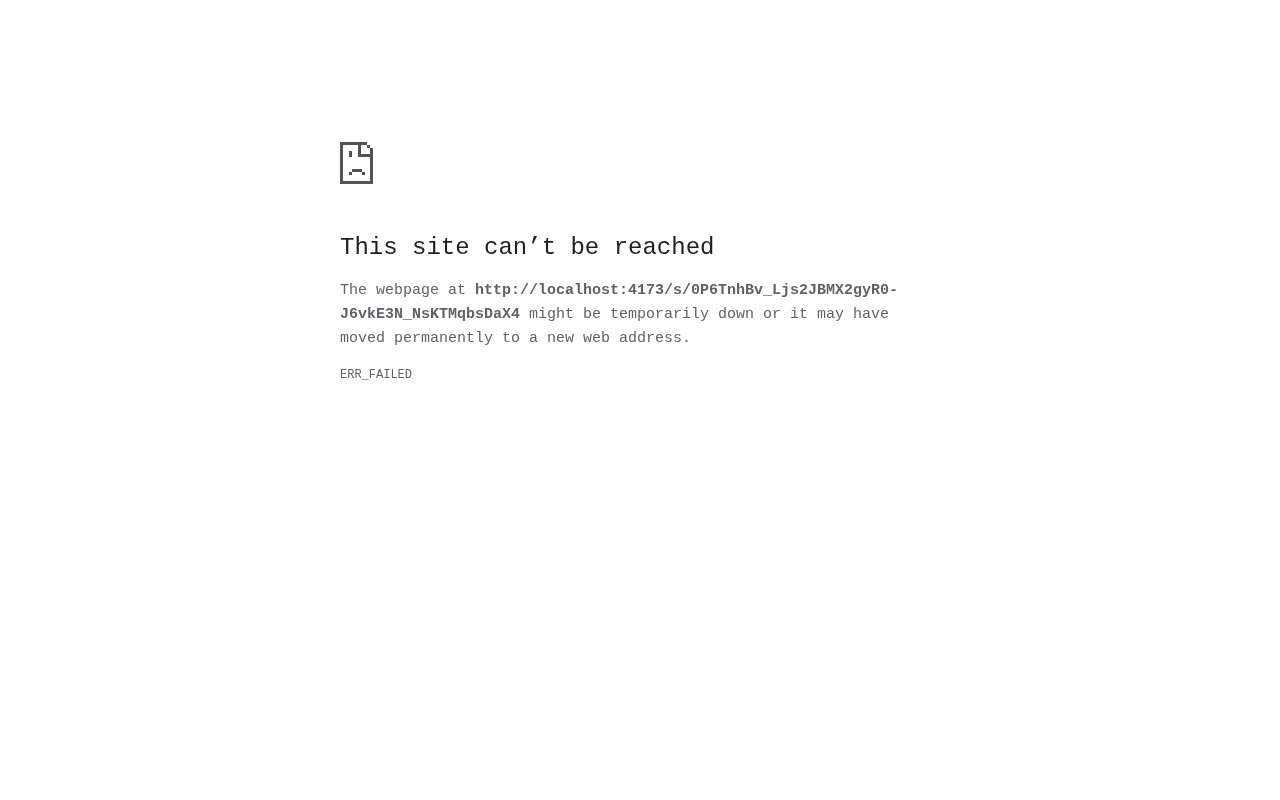 This site can’t be reached
The webpage at http://localhost:4173/s/0P6TnhBv_Ljs2JBMX2gyR0-
J6vkE3N_NsKTMqbsDaX4 might be temporarily down or it may have
moved permanently to a new web address.
ERR_FAILED